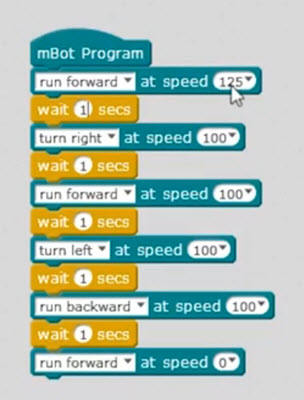 mBot Program
run forward at speed 125
wait 1 secs
turn right at speed 100
wait 1 secs
run forward at speed 100
wait 1 secs
turn left at speed 100
wait 1 secs
run backward at speed 100
wait 1 secs
run forward at speed 0